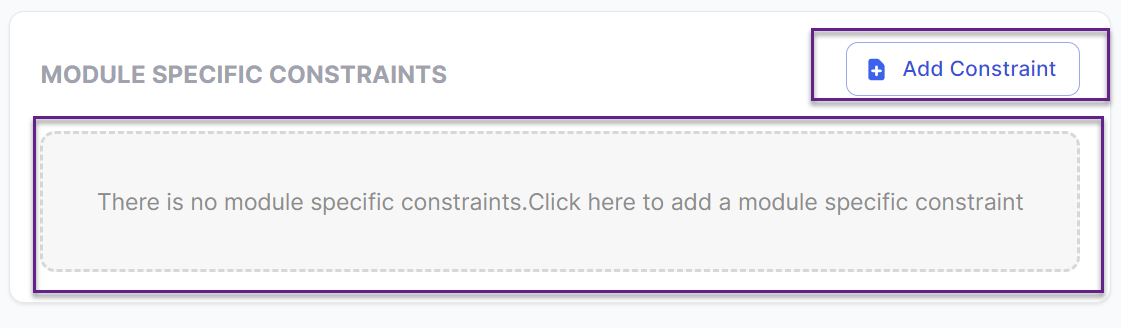 MODULE SPECIFIC CONSTRAINTS
Add Constraint
There is no module specific constraints.Click here to add a module specific constraint